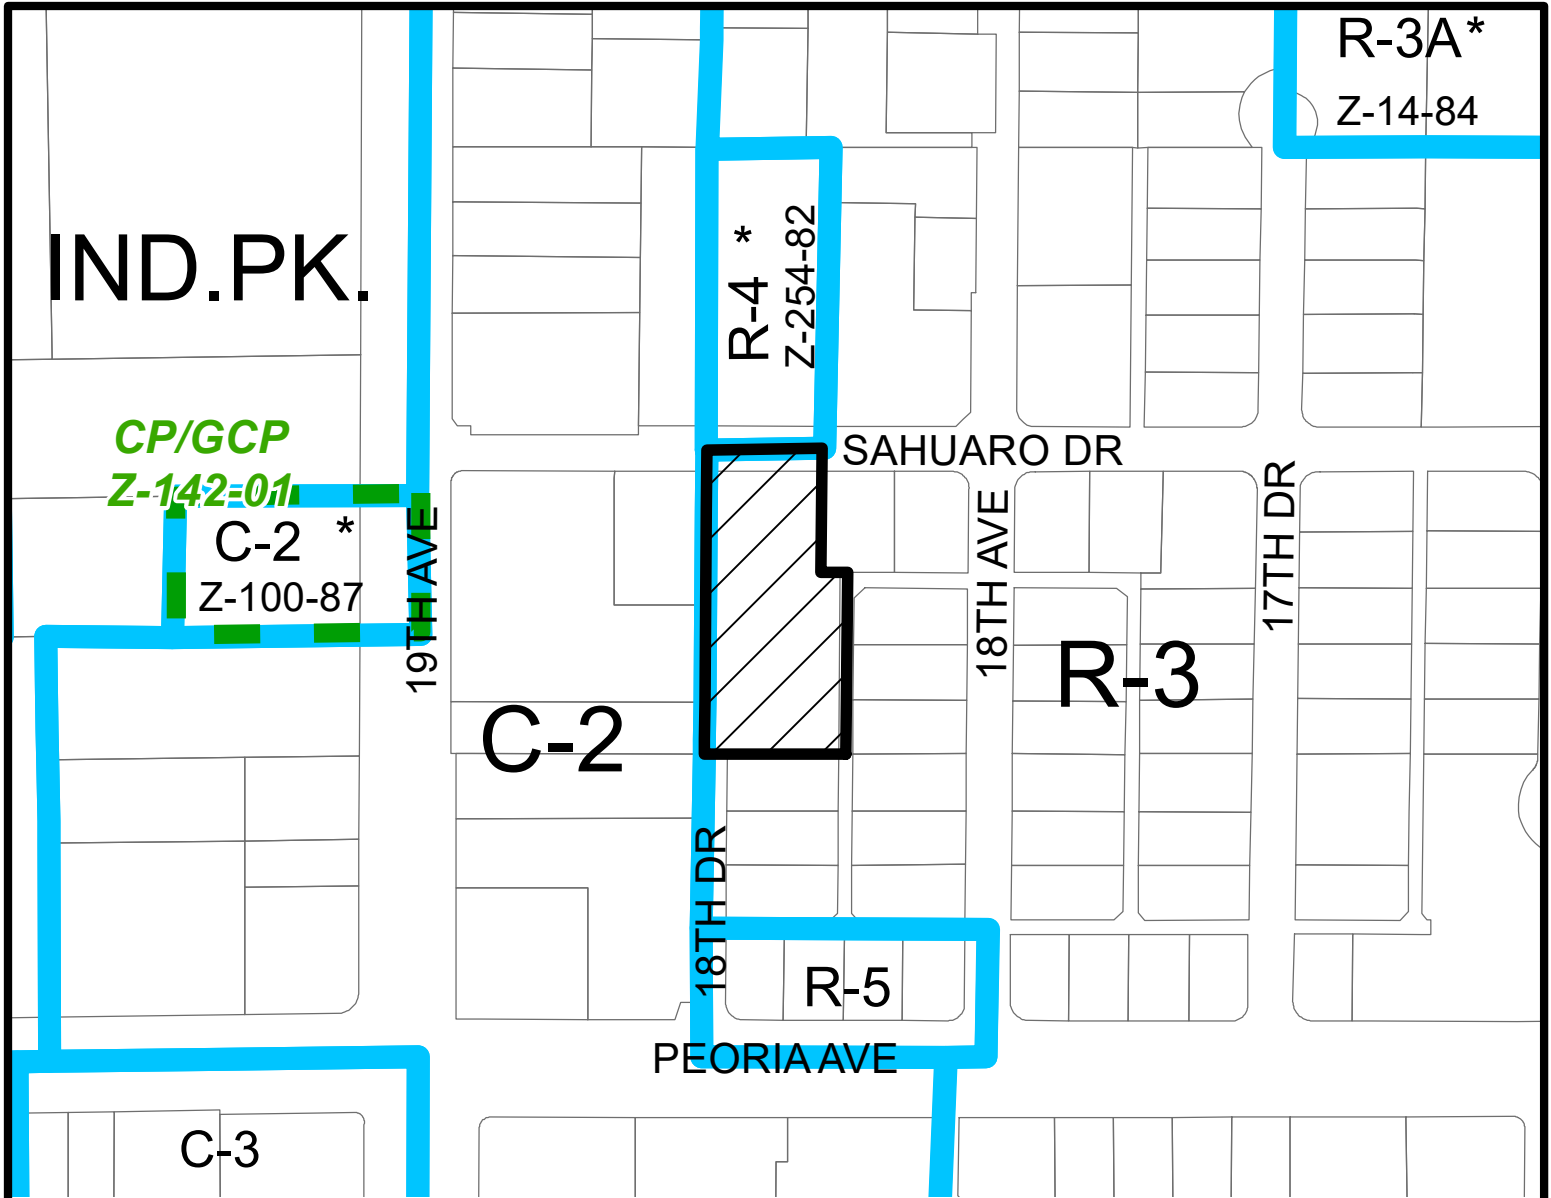 R-3A *
Z-14-84
IND.PK.
R-4 *
Z-254-82
CP/GCP
Z-142-01
SAHUARO DR
C-2 *
Z-100-87
19TH AVE
18TH AVE
17TH DR
R-3
C-2
18TH DR
R-5
PEORIA AVE
C-3